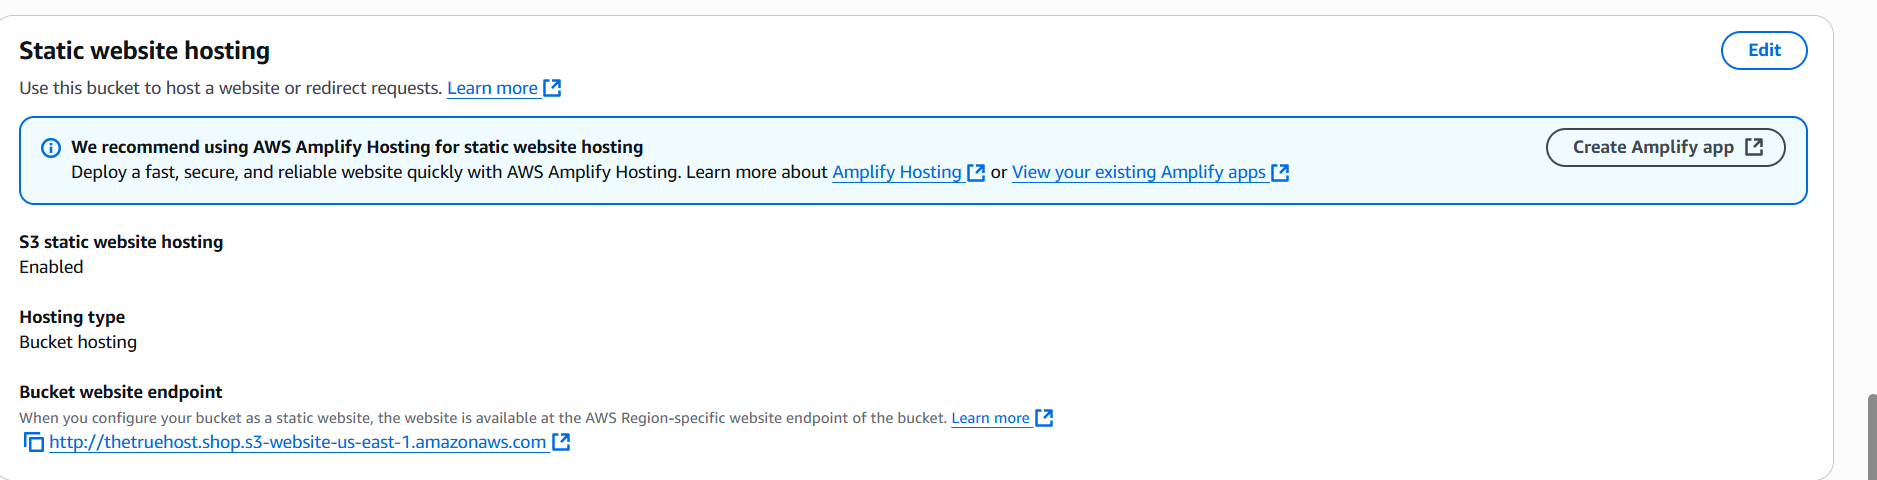 Static website hosting
Edit
Use this bucket to host a website or redirect requests. Learn more
We recommend using AWS Amplify Hosting for static website hosting
Create Amplify app
Deploy a fast, secure, and reliable website quickly with AWS Amplify Hosting. Learn more about Amplify Hosting or View your existing Amplify apps
S3 static website hosting
Enabled
Hosting type
Bucket hosting
Bucket website endpoint
When you configure your bucket as a static website, the website is available at the AWS Region-specific website endpoint of the bucket. Learn more
http://thetruehost.shop.s3-website-us-east-1.amazonaws.com